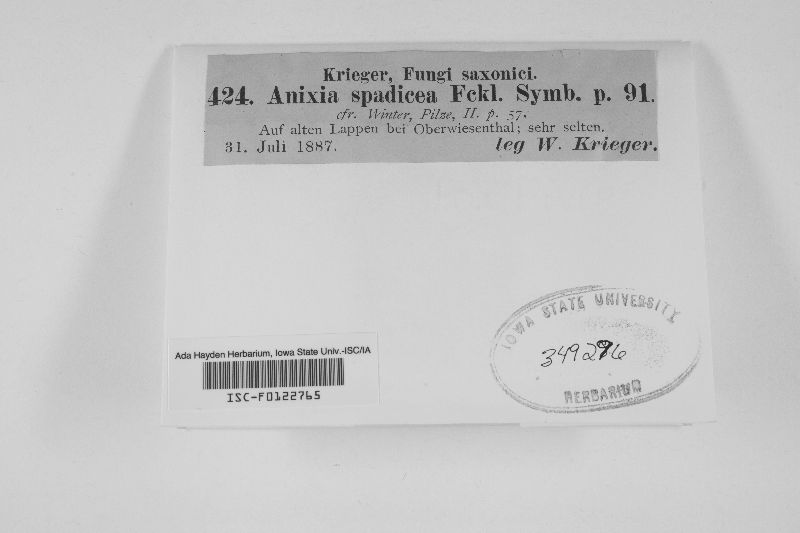 Krieger, Fungi saxonici.
424. Anixia spadicea Fckl. Symb. p. 91.
cfr. Winter, Pilze, II. p. 57.
Auf alten Lappen bei Oberwiesenthal; sehr selten.
31. Juli 1887. leg W. Krieger.
IOWA STATE UNIVERSITY
HERBARIUM
Ada Hayden Herbarium, Iowa State Univ.-ISC/IA
ISC-F0122765